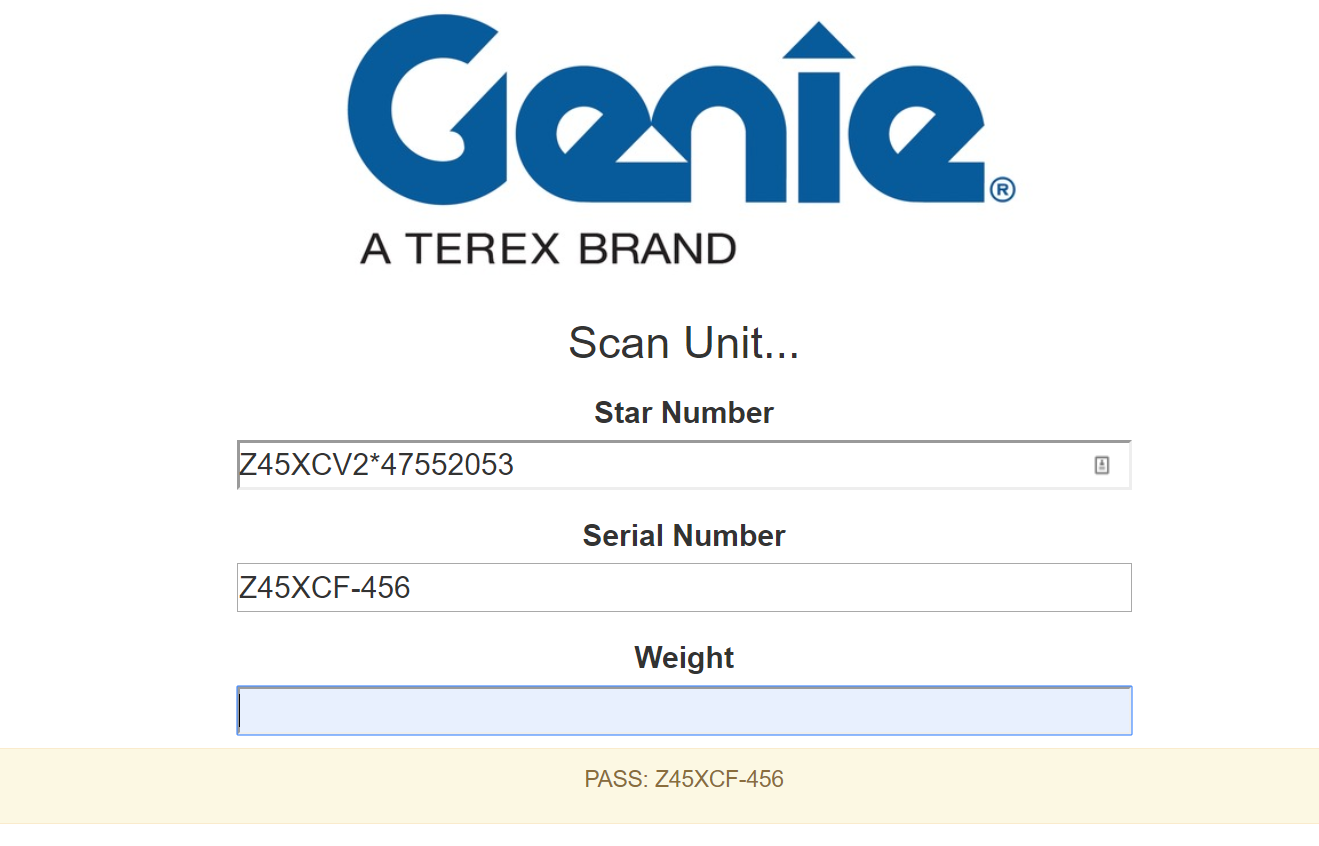 Genie®
A TEREX BRAND
Scan Unit...
Star Number
Z45XCV2*47552053
Serial Number
Z45XCF-456
Weight
PASS: Z45XCF-456